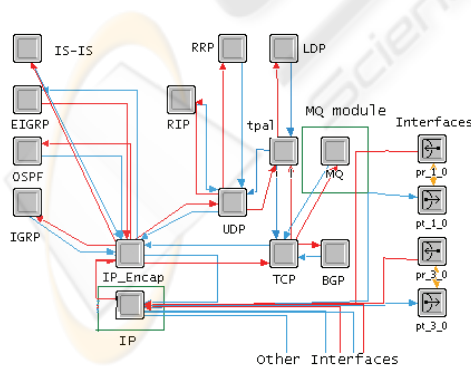 IS-IS
RRP
LDP
EIGRP
RIP
tpal
MQ module
Interfaces
OSPF
MQ
pr_1_0
IGRP
UDP
pt_1_0
IP_Encap
TCP
BGP
pr_3_0
IP
pt_3_0
Other Interfaces